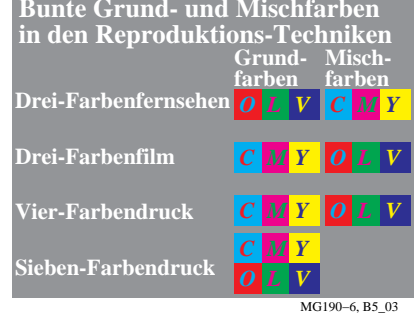 Bunte Grund- und Mischfarben
in den Reproduktions-Techniken
Grund- Misch-
farben farben
Drei-Farbenfernsehen O L V C M Y
Drei-Farbenfilm C M Y O L V
Vier-Farbendruck C M Y O L V
C M Y
Sieben-Farbendruck
O L V
MG190-6, B5_03